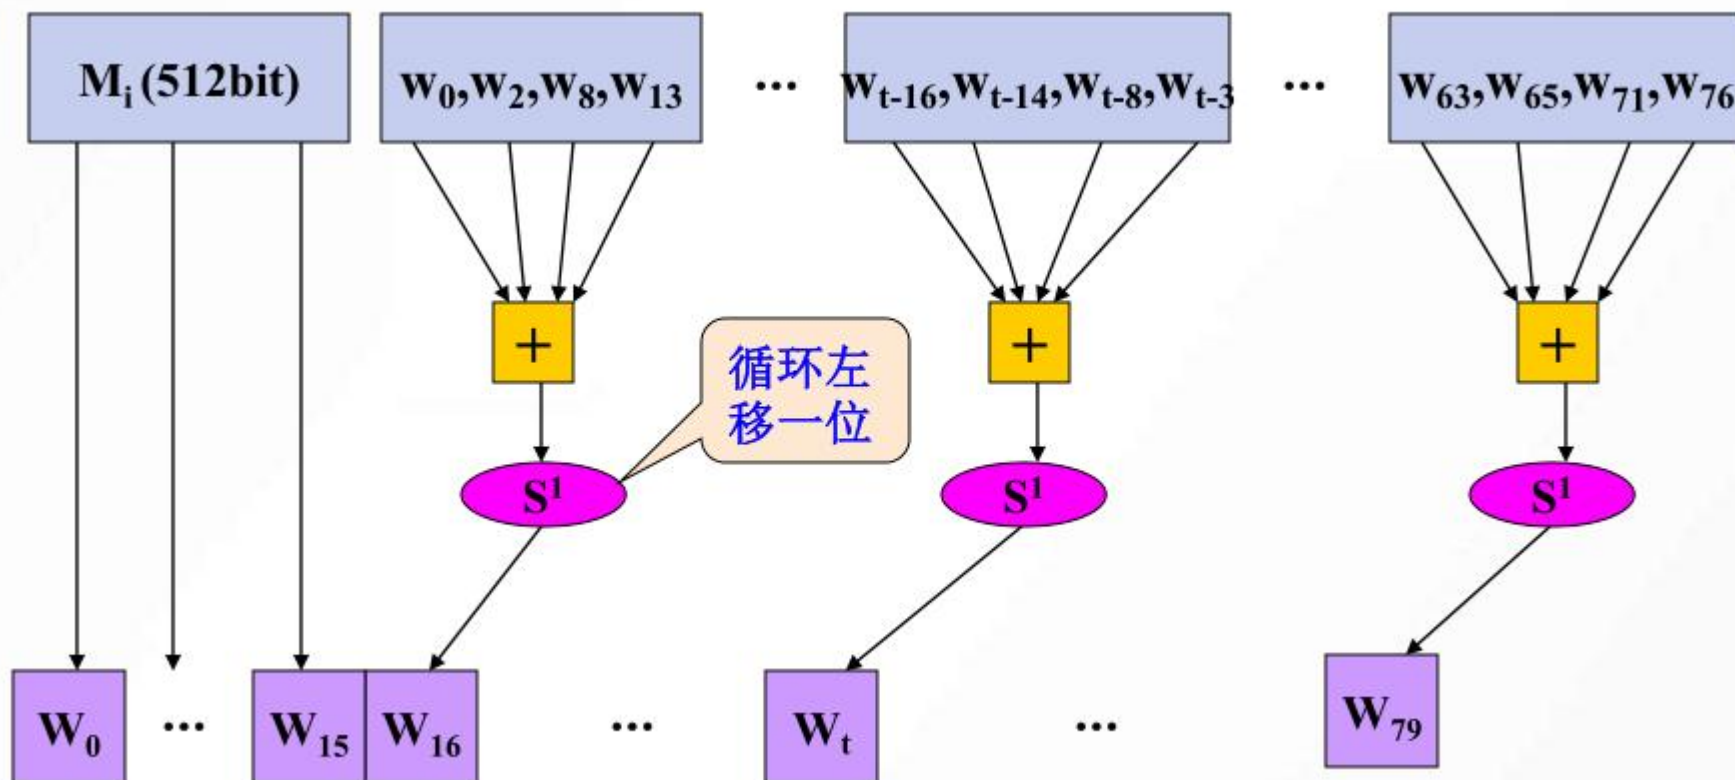 Mi (512bit)
w0,w2,w8,w13
...
wt-16,wt-14,wt-8,wt-3
...
w63,w65,w71,w76
+
+
+
循环左
移一位
S1
S1
S1
W0
...
W15
W16
...
Wt
...
W79